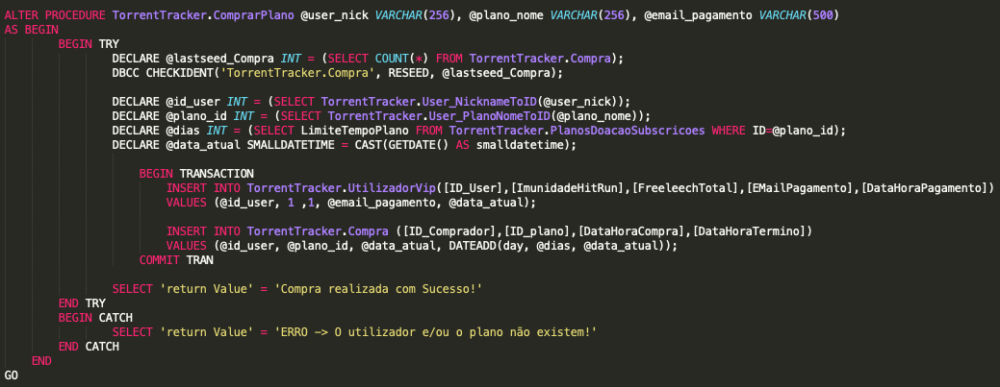 ALTER PROCEDURE TorrentTracker.ComprarPlano @user_nick VARCHAR(256), @plano_nome VARCHAR(256), @email_pagamento VARCHAR(500)
AS BEGIN
BEGIN TRY
DECLARE @lastseed_Compra INT = (SELECT COUNT(*) FROM TorrentTracker.Compra);
DBCC CHECKIDENT('TorrentTracker.Compra', RESEED, @lastseed_Compra);
DECLARE @id_user INT = (SELECT TorrentTracker.User_NicknameToID(@user_nick));
DECLARE @plano_id INT = (SELECT TorrentTracker.User_PlanoNomeToID(@plano_nome));
DECLARE @dias INT = (SELECT LimiteTempoPlano FROM TorrentTracker.PlanosDoacaoSubscricoes WHERE ID=@plano_id);
DECLARE @data_atual SMALLDATETIME = CAST(GETDATE() AS smalldatetime);
BEGIN TRANSACTION
INSERT INTO TorrentTracker.UtilizadorVip([ID_User],[ImunidadeHitRun],[FreeleechTotal],[EMailPagamento],[DataHoraPagamento])
VALUES (@id_user, 1 ,1, @email_pagamento, @data_atual);
INSERT INTO TorrentTracker.Compra ([ID_Comprador],[ID_plano],[DataHoraCompra],[DataHoraTermino])
VALUES (@id_user, @plano_id, @data_atual, DATEADD(day, @dias, @data_atual));
COMMIT TRAN
SELECT 'return Value' = 'Compra realizada com Sucesso!'
END TRY
BEGIN CATCH
SELECT 'return Value' = 'ERRO -> O utilizador e/ou o plano não existem!'
END CATCH
END
GO